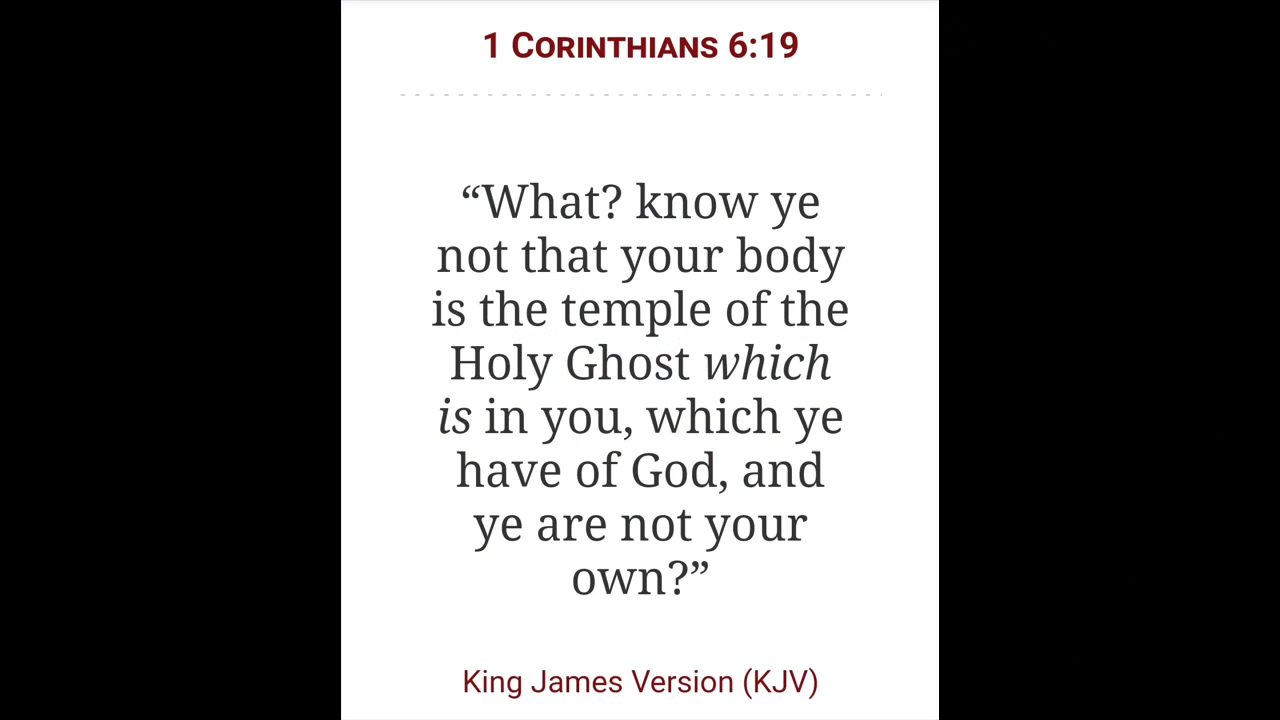 1 Corinthians 6:19
“What? know ye
not that your body
is the temple of the
Holy Ghost which
is in you, which ye
have of God, and
ye are not your
own?”
King James Version (KJV)